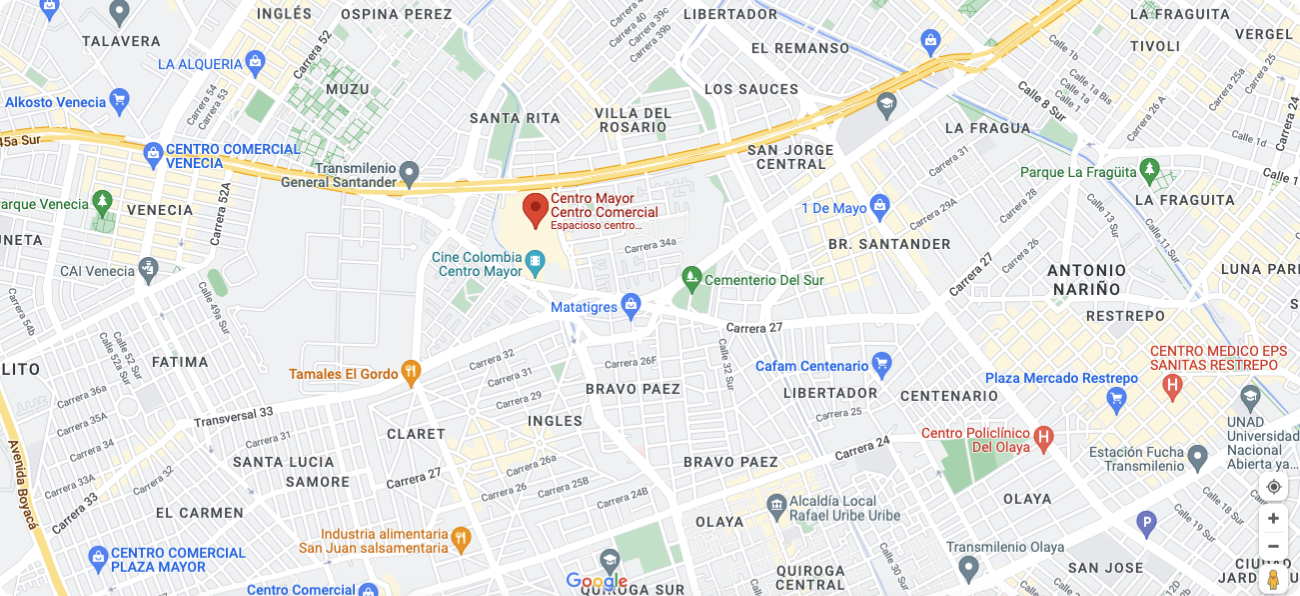 INGLÉS
OSPINA PEREZ
LIBERTADOR
LA FRAGUITA
VERGEL
TALAVERA
Carrera 52
Carrera 40
Carrera 39c
Carrera 39b
EL REMANSO
TIVOLI
Calle 1b
LA ALQUERIA
MUZU
LOS SAUCES
Calle 1a Bis
Calle 1a
Calle 1
Carrera 25a
Carrera 25
Alkosto Venecia
Carrera 54
Carrera 53
SANTA RITA
VILLA DEL
ROSARIO
Calle 8 Sur
Carrera 26 A
Carrera 24
LA FRAGUA
45a Sur
CENTRO COMERCIAL
VENECIA
Transmilenio
General Santander
SAN JORGE
CENTRAL
Carrera 31
Calle 1d
Parque La Fragüita
Calle 1
Carrera 52A
Centro Mayor
Centro Comercial
Espacioso centro...
arque Venecia
VENECIA
1 De Mayo
Carrera 29A
Carrera 28
LA FRAGUITA
Calle 13 Sur
Calle 11 Sur
UNETA
Carrera 34a
BR. SANTANDER
Carrera 26
CAI Venecia
Cine Colombia
Centro Mayor
Carrera 27
ANTONIO
NARIÑO
LUNA PAR
Calle 49a Sur
Cementerio Del Sur
Matatigres
Carrera 54b
Carrera 27
RESTREPO
Calle 52 Sur
Calle 52a Sur
FATIMA
LITO
Carrera 32
Carrera 26F
Calle 32 Sur
CENTRO MEDICO EPS
SANITAS RESTREPO
Tamales El Gordo
Carrera 31
Cafam Centenario
Plaza Mercado Restrepo
Carrera 36a
BRAVO PAEZ
LIBERTADOR
CENTENARIO
Carrera 29
Carrera 35A
Transversal 33
INGLES
Carrera 25
UNAD
Universidad
Nacional
Abierta ya...
Carrera 34
Carrera 31
CLARET
Centro Policlínico
Del Olaya
Carrera 24
Avenida Boyacá
SANTA LUCIA
Carrera 26a
BRAVO PAEZ
Estación Fucha
Transmilenio
Carrera 33A
Carrera 32
SAMORE
Carrera 27
Carrera 25B
Carrera 26
Carrera 24B
Carrera 33
EL CARMEN
Alcaldía Local
Rafael Uribe Uribe
OLAYA
Calle 18 Sur
OLAYA
P
Calle 19 Sur
Industria alimentaria
San Juan salsamentaria
CENTRO COMERCIAL
PLAZA MAYOR
Transmilenio Olaya
Calle 30 Sur
Calle 20 Sur
SAN JOSE
QUIROGA
CENTRAL
Google
Centro Comercial
QUIROGA SUR